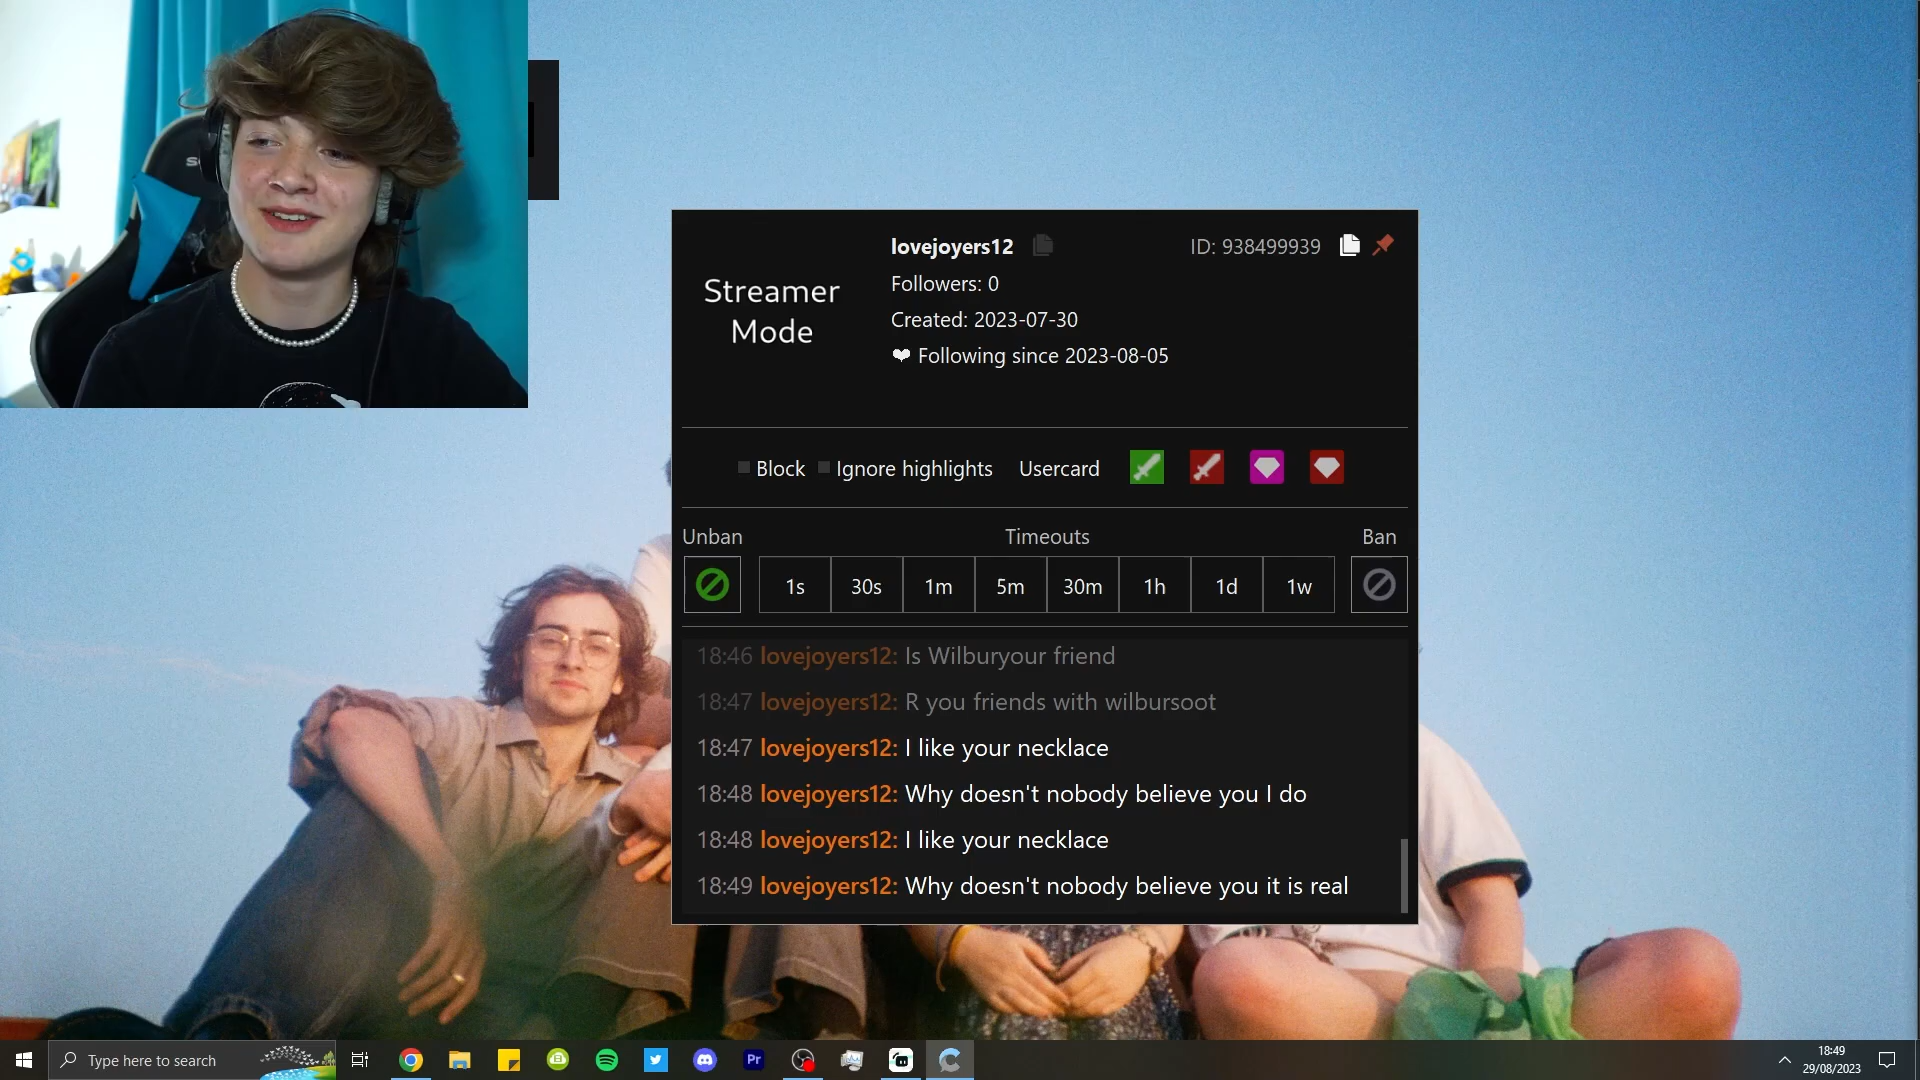 lovejoyers12
ID: 938499939
Streamer
Mode
Followers: 0
Created: 2023-07-30
❤ Following since 2023-08-05
Block
Ignore highlights
Usercard
Unban
Timeouts
Ban
1s
30s
1m
5m
30m
1h
1d
1w
18:46 lovejoyers12: Is Wilburyour friend
18:47 lovejoyers12: R you friends with wilbursoot
18:47 lovejoyers12: I like your necklace
18:48 lovejoyers12: Why doesn't nobody believe you I do
18:48 lovejoyers12: I like your necklace
18:49 lovejoyers12: Why doesn't nobody believe you it is real
Type here to search
Pr
18:49
29/08/2023